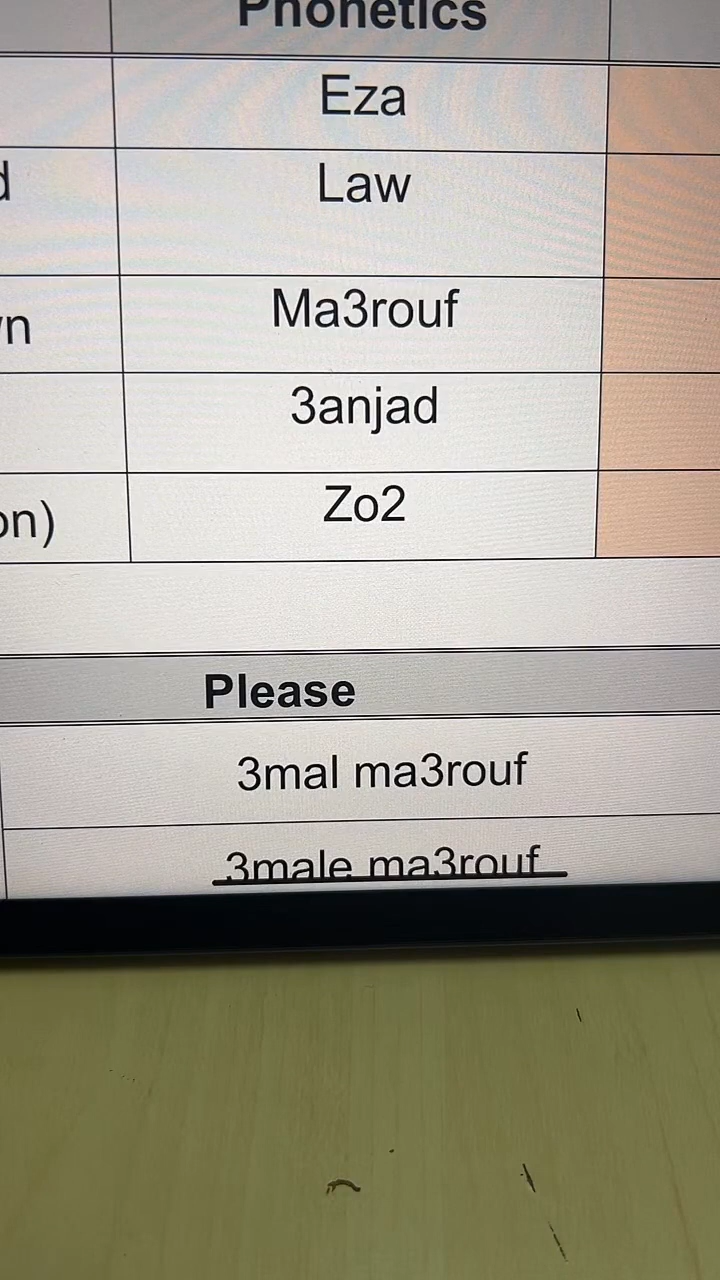 Phonetics
Eza
Law
Ma3rouf
3anjad
Zo2
Please
3mal ma3rouf
3male ma3rouf